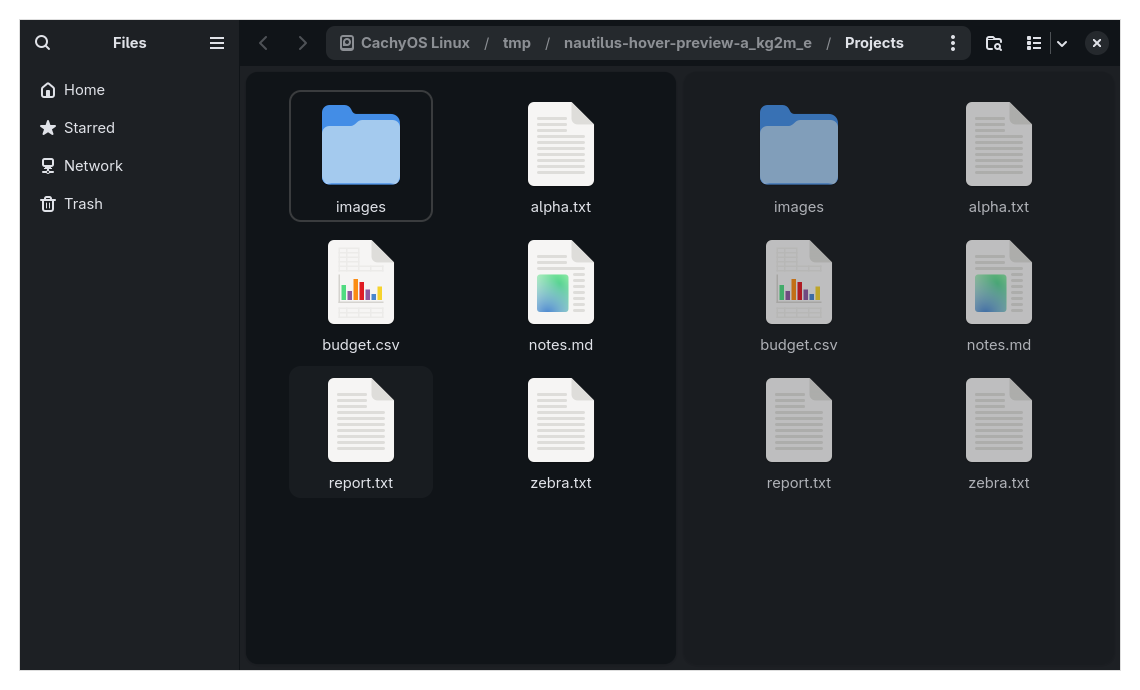 Files
CachyOS Linux / tmp / nautilus-hover-preview-a_kg2m_e / Projects
Home
Starred
Network
Trash
images alpha.txt
budget.csv notes.md
report.txt zebra.txt
images alpha.txt
budget.csv notes.md
report.txt zebra.txt